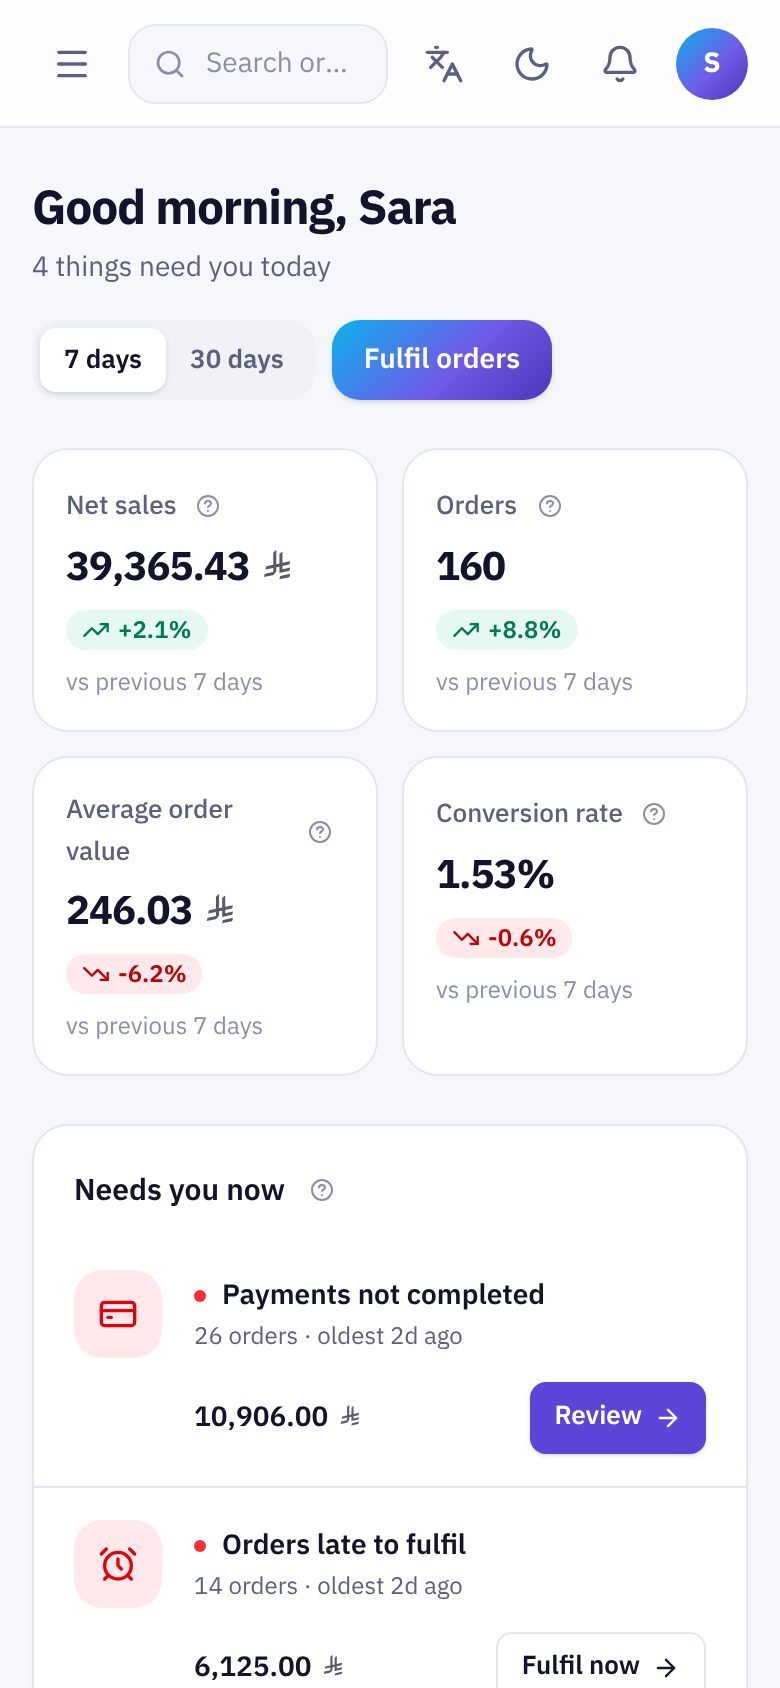 Search or...
S
Good morning, Sara
4 things need you today
7 days 30 days Fulfil orders
Net sales
39,365.43 ⃁
+2.1%
vs previous 7 days
Orders
160
+8.8%
vs previous 7 days
Average order
value
246.03 ⃁
-6.2%
vs previous 7 days
Conversion rate
1.53%
-0.6%
vs previous 7 days
Needs you now
Payments not completed
26 orders · oldest 2d ago
10,906.00 ⃁ Review →
Orders late to fulfil
14 orders · oldest 2d ago
6,125.00 ⃁ Fulfil now →